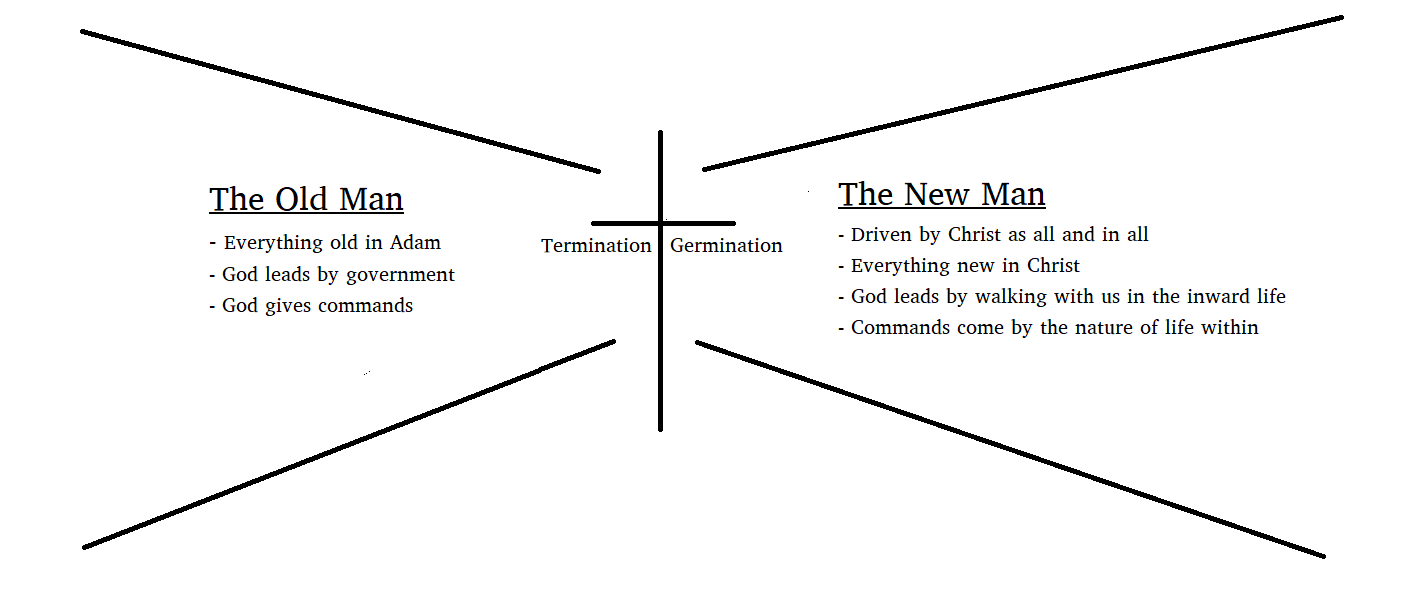 The Old Man
- Everything old in Adam
- God leads by government
- God gives commands
Termination
Germination
The New Man
- Driven by Christ as all and in all
- Everything new in Christ
- God leads by walking with us in the inward life
- Commands come by the nature of life within